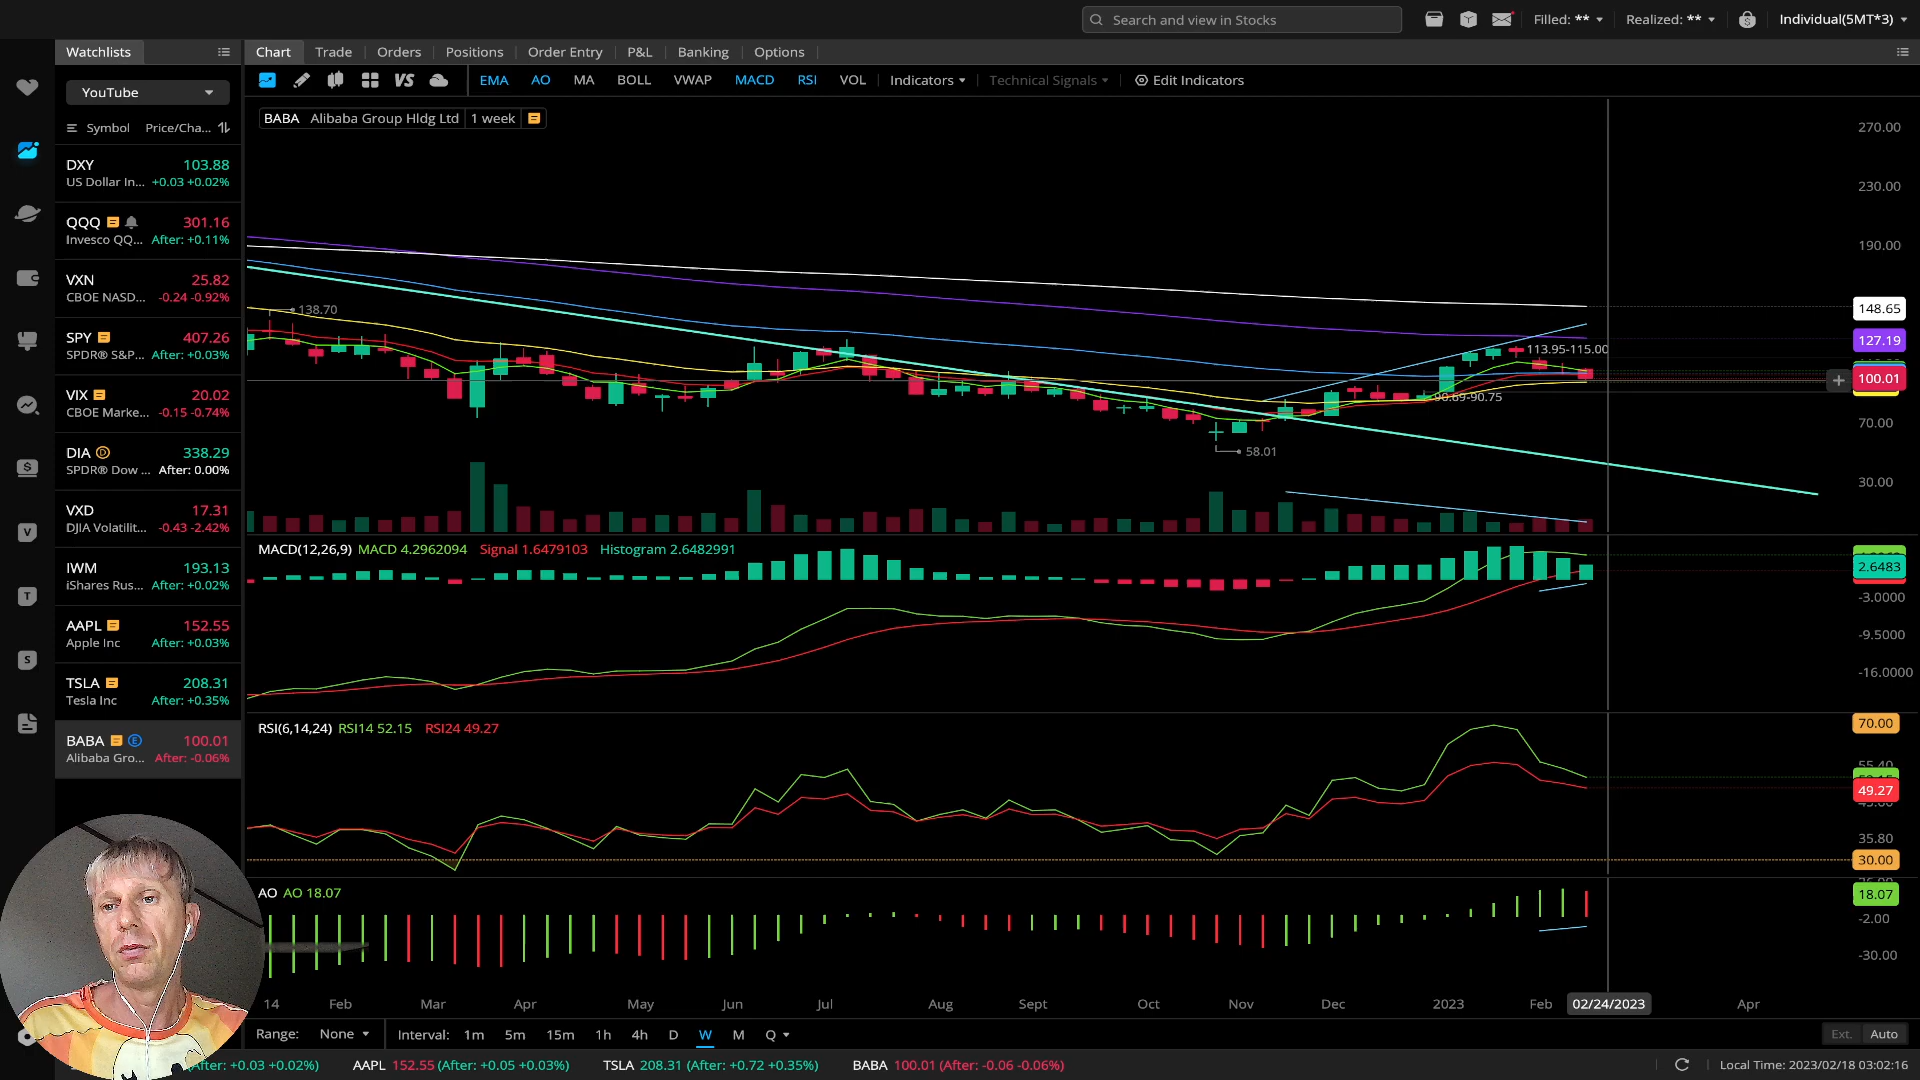 Search and view in Stocks
Filled: **
Realized: **
Individual(5MT*3)
Watchlists
Chart Trade Orders Positions Order Entry P&L Banking Options
YouTube
EMA AO MA BOLL VWAP MACD RSI VOL Indicators Technical Signals Edit Indicators
Symbol Price/Cha...
BABA Alibaba Group Hldg Ltd 1 week
DXY 103.88
US Dollar In... +0.03 +0.02%
QQQ 301.16
Invesco QQ... After: +0.11%
VXN 25.82
CBOE NASD... -0.24 -0.92%
SPY 407.26
SPDR® S&P... After: +0.03%
VIX 20.02
CBOE Marke... -0.15 -0.74%
DIA D 338.29
SPDR® Dow ... After: 0.00%
VXD 17.31
DJIA Volatilit... -0.43 -2.42%
IWM 193.13
iShares Rus... After: +0.02%
AAPL 152.55
Apple Inc After: +0.03%
TSLA 208.31
Tesla Inc After: +0.35%
BABA E 100.01
Alibaba Gro... After: -0.06%
270.00
230.00
190.00
148.65
138.70
127.19
113.95-115.00
100.01
90.69-90.75
70.00
58.01
30.00
MACD(12,26,9) MACD 4.2962094 Signal 1.6479103 Histogram 2.6482991
2.6483
-3.0000
-9.5000
-16.0000
RSI(6,14,24) RSI14 52.15 RSI24 49.27
70.00
49.27
35.80
30.00
AO AO 18.07
18.07
-2.00
-30.00
14 Feb Mar Apr May Jun Jul Aug Sept Oct Nov Dec 2023 Feb 02/24/2023 Apr
Range: None Interval: 1m 5m 15m 1h 4h D W M Q
Ext. Auto
After: +0.03 +0.02%) AAPL 152.55 (After: +0.05 +0.03%) TSLA 208.31 (After: +0.72 +0.35%) BABA 100.01 (After: -0.06 -0.06%)
Local Time: 2023/02/18 03:02:16